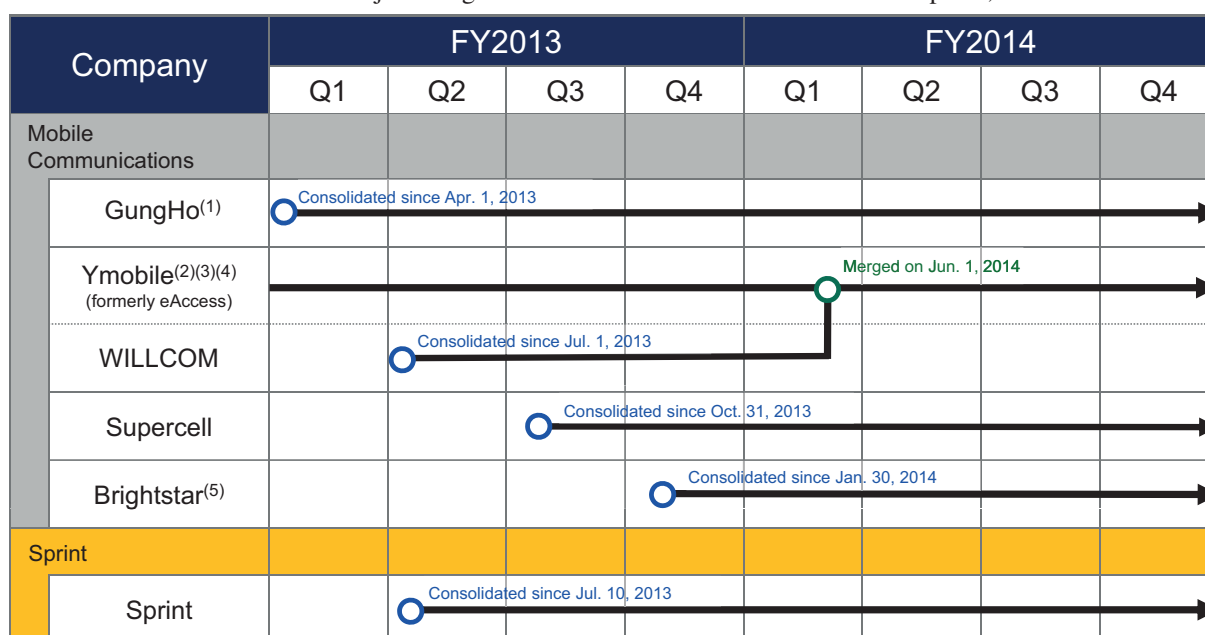 Company
FY2013
FY2014
Q1
Q2
Q3
Q4
Q1
Q2
Q3
Q4
Mobile
Communications
GungHo(1)
Consolidated since Apr. 1, 2013
Ymobile(2)(3)(4)
(formerly eAccess)
Merged on Jun. 1, 2014
WILLCOM
Consolidated since Jul. 1, 2013
Supercell
Consolidated since Oct. 31, 2013
Brightstar(5)
Consolidated since Jan. 30, 2014
Sprint
Sprint
Consolidated since Jul. 10, 2013